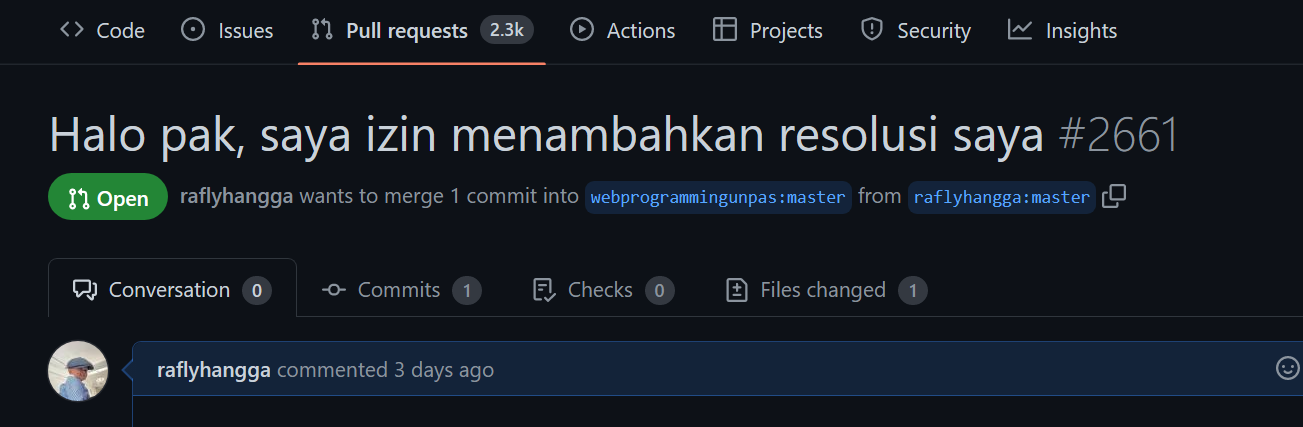 Code Issues Pull requests 2.3k Actions Projects Security Insights
Halo pak, saya izin menambahkan resolusi saya #2661
Open raflyhangga wants to merge 1 commit into webprogrammingunpas:master from raflyhangga:master
Conversation 0 Commits 1 Checks 0 Files changed 1
raflyhangga commented 3 days ago